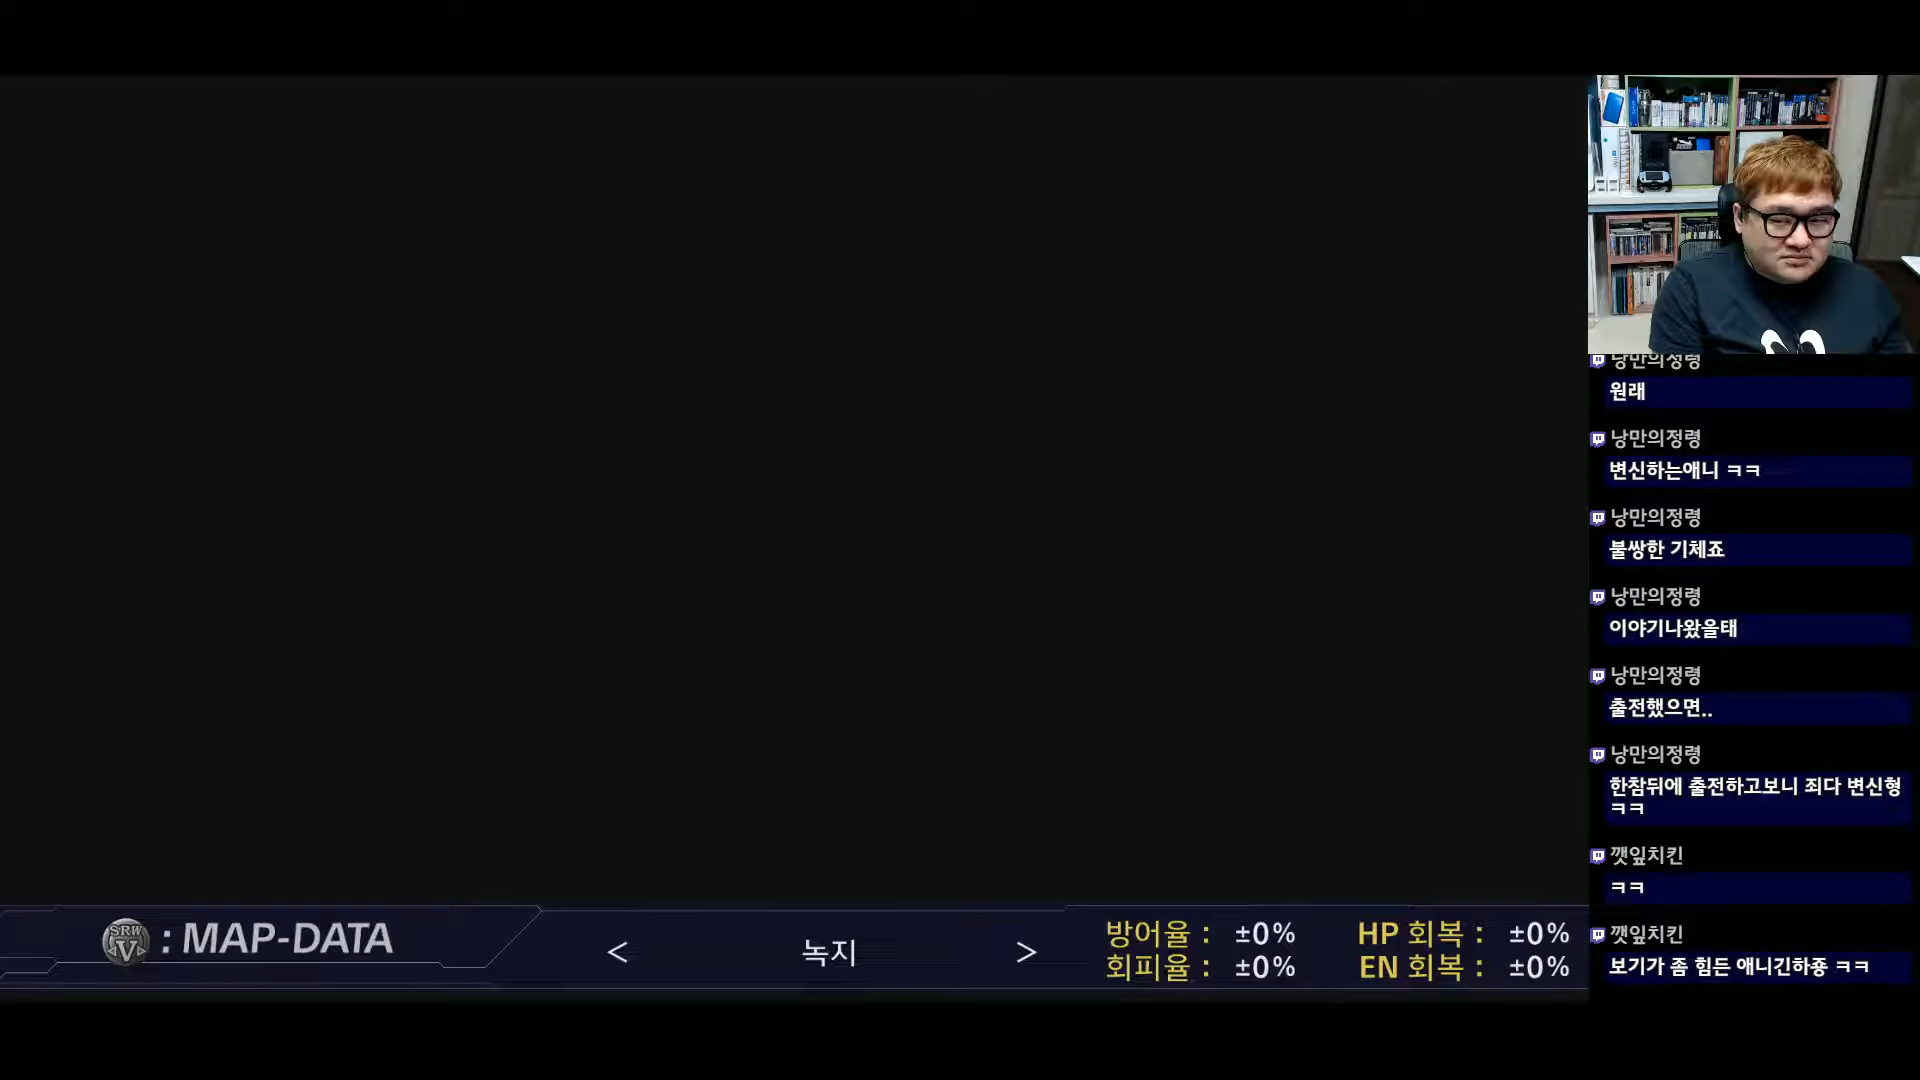 낭만의정령
원래
낭만의정령
변신하는애니 ㅋㅋ
낭만의정령
불쌍한 기체죠
낭만의정령
이야기나왔을태
낭만의정령
출전했으면..
낭만의정령
한참뒤에 출전하고보니 죄다 변신형
ㅋㅋ
깻잎치킨
ㅋㅋ
깻잎치킨
보기가 좀 힘든 애니긴하죵 ㅋㅋ
SRW V : MAP-DATA
< 녹지 >
방어율 : ±0% HP 회복 : ±0%
회피율 : ±0% EN 회복 : ±0%